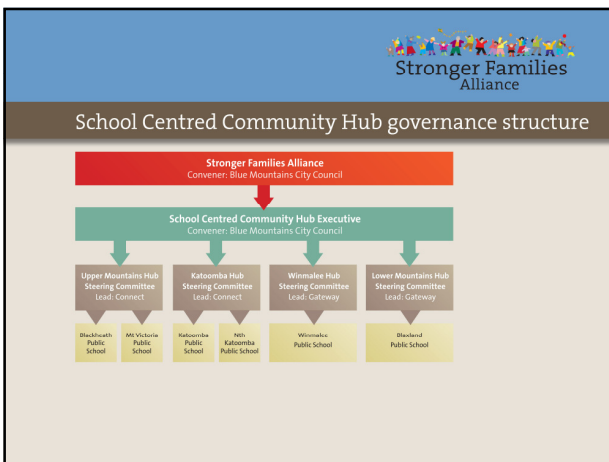 Stronger Families
Alliance
School Centred Community Hub governance structure
Stronger Families Alliance
Convener: Blue Mountains City Council
School Centred Community Hub Executive
Convener: Blue Mountains City Council
Upper Mountains Hub
Steering Committee
Lead: Connect
Katoomba Hub
Steering Committee
Lead: Connect
Winmalee Hub
Steering Committee
Lead: Gateway
Lower Mountains Hub
Steering Committee
Lead: Gateway
Blackheath
Public
School
Mt Victoria
Public
School
Katoomba
Public
School
Nth
Katoomba
Public School
Winmalee
Public School
Blaxland
Public School